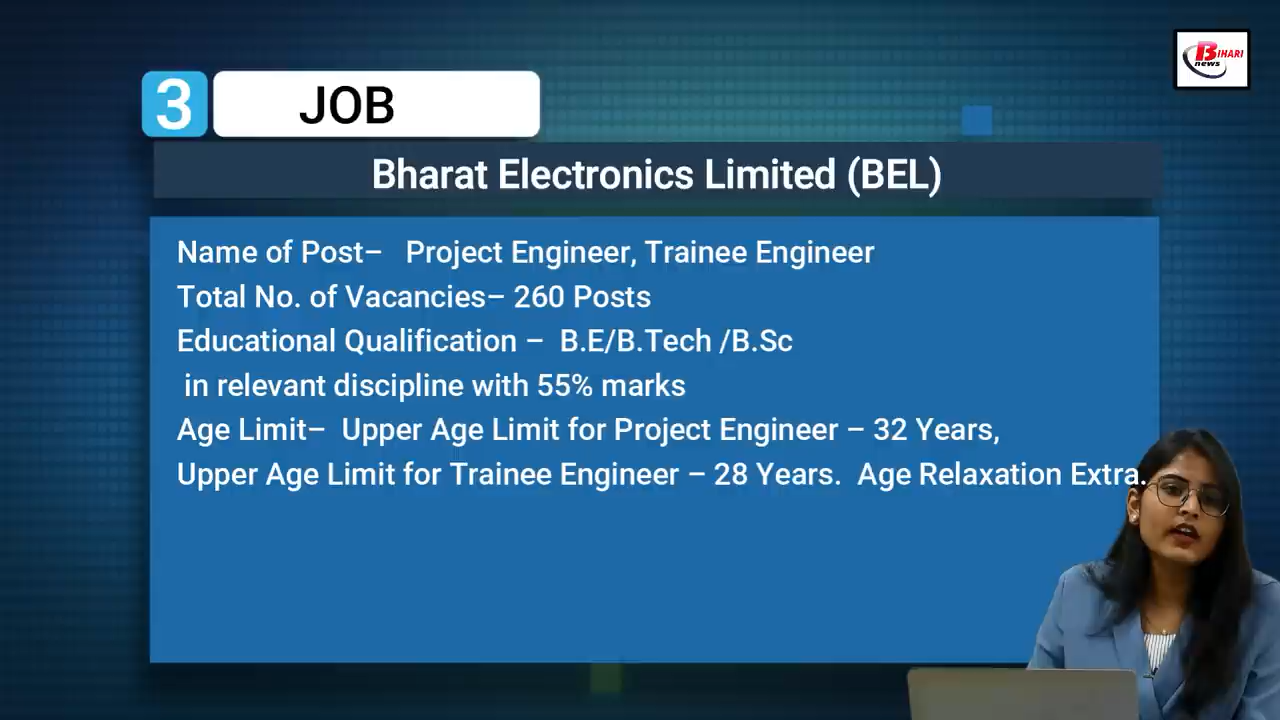 BIHARI
news
3 JOB
Bharat Electronics Limited (BEL)
Name of Post– Project Engineer, Trainee Engineer
Total No. of Vacancies– 260 Posts
Educational Qualification – B.E/B.Tech /B.Sc
in relevant discipline with 55% marks
Age Limit– Upper Age Limit for Project Engineer – 32 Years,
Upper Age Limit for Trainee Engineer – 28 Years. Age Relaxation Extra.